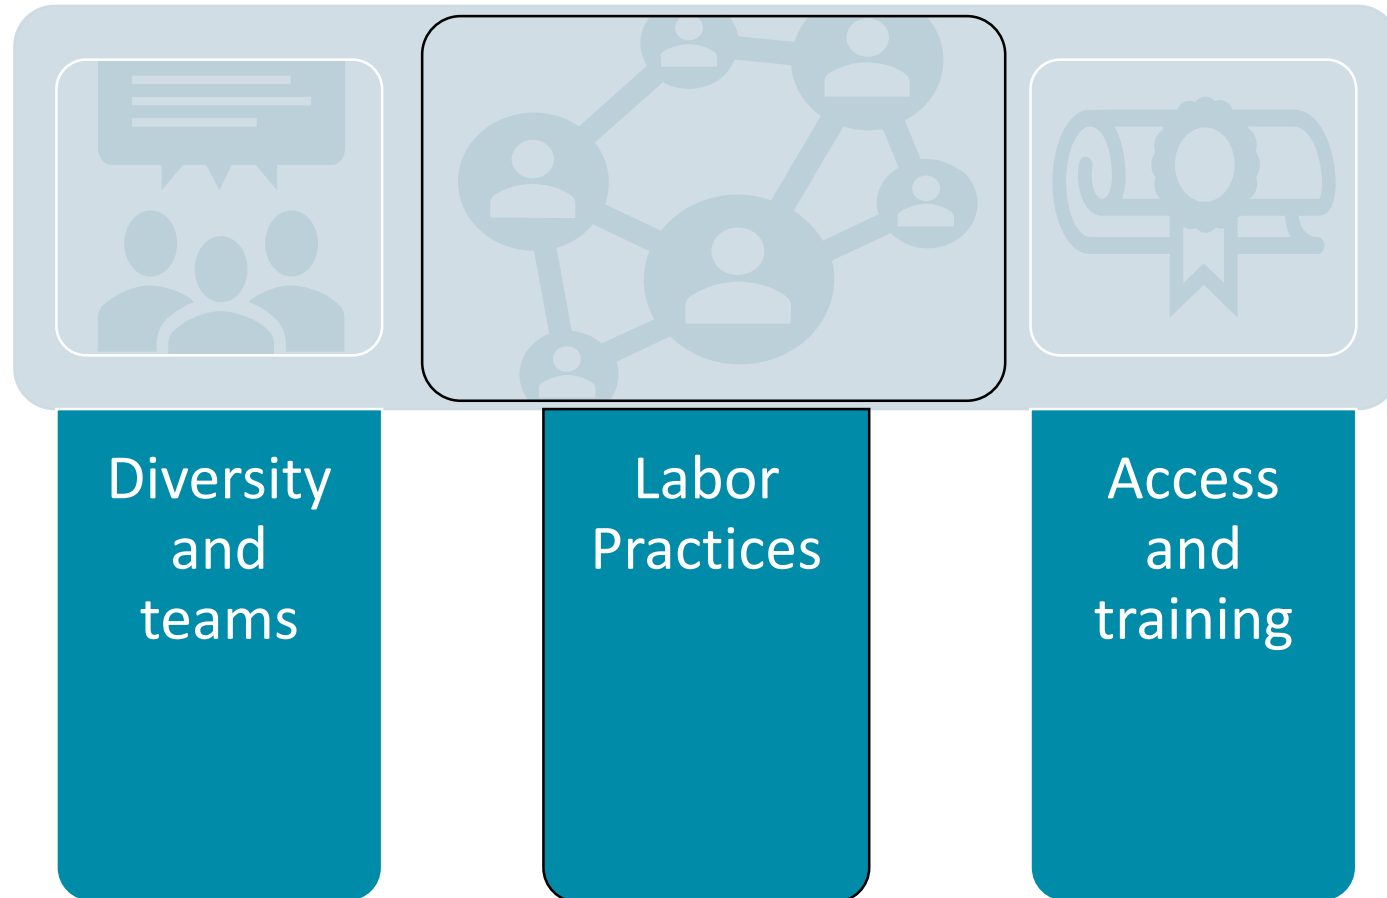 Diversity
and
teams
Labor
Practices
Access
and
training